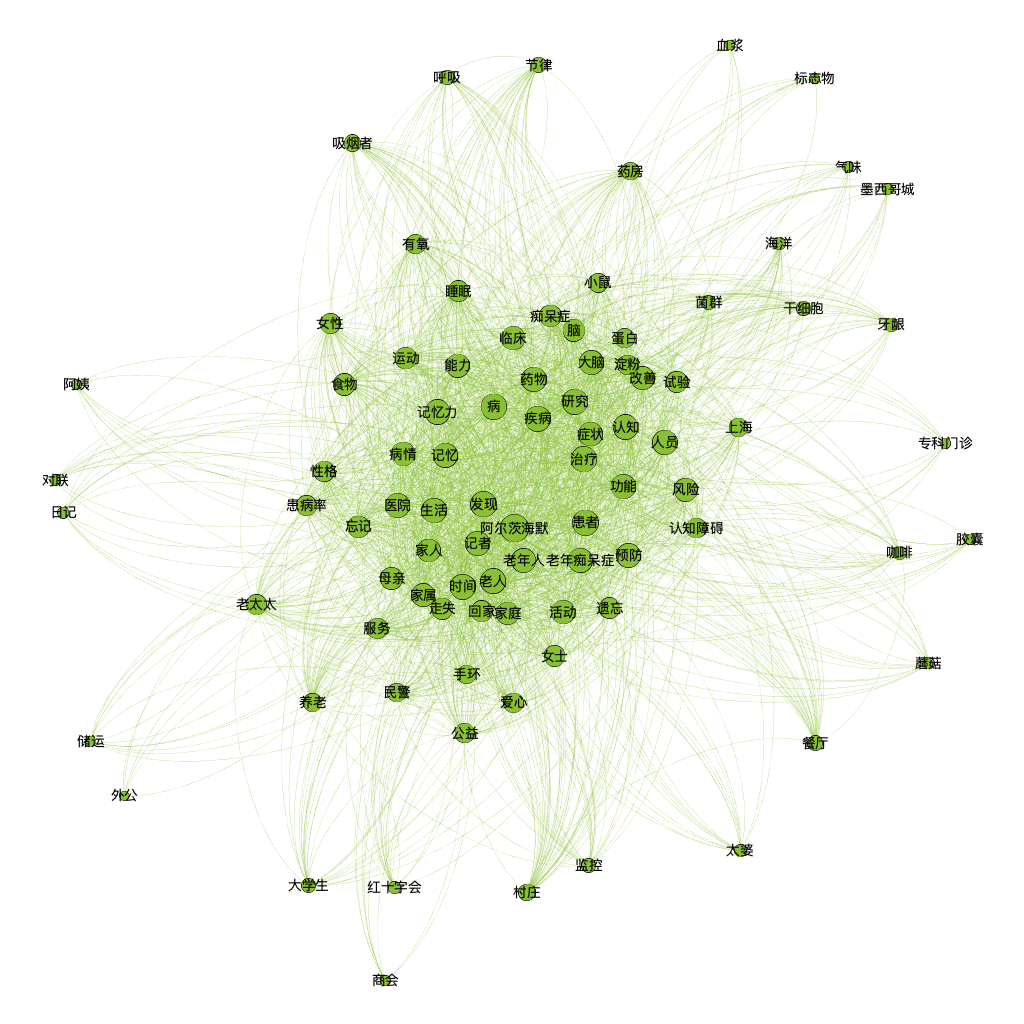 血浆
节律
呼吸
标志物
吸烟者
药房
气味
墨西哥城
有氧
海洋
小鼠
睡眠
菌群
干细胞
痴呆症
女性
脑
牙龈
临床
蛋白
运动
大脑
能力
淀粉
药物
改善
试验
阿姨
食物
研究
病
记忆力
疾病
认知
上海
症状
人员
专科门诊
病情
记忆
治疗
性格
对联
功能
风险
患病率
医院
发现
生活
日记
忘记
患者
阿尔茨海默
认知障碍
胶囊
记者
家人
咖啡
预防
老年人
老年痴呆症
母亲
老人
时间
家属
老太太
走失
遗忘
回家
活动
家庭
服务
女士
蘑菇
手环
民警
养老
爱心
公益
储运
餐厅
外公
太婆
监控
大学生
红十字会
村庄
商会